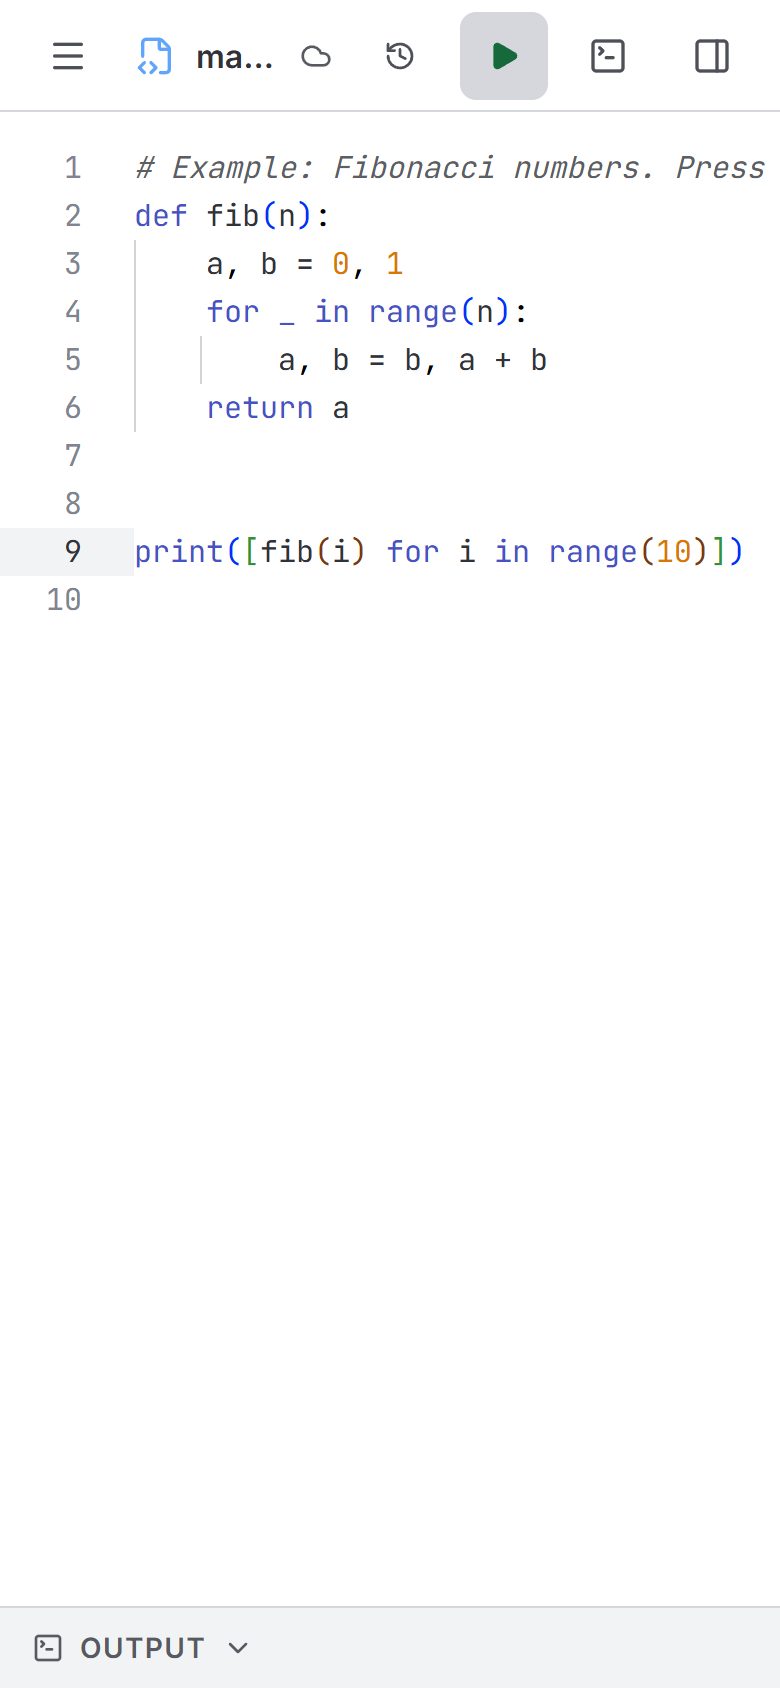 ma...
1 # Example: Fibonacci numbers. Press
2 def fib(n):
3     a, b = 0, 1
4     for _ in range(n):
5         a, b = b, a + b
6     return a
7
8
9 print([fib(i) for i in range(10)])
10
OUTPUT